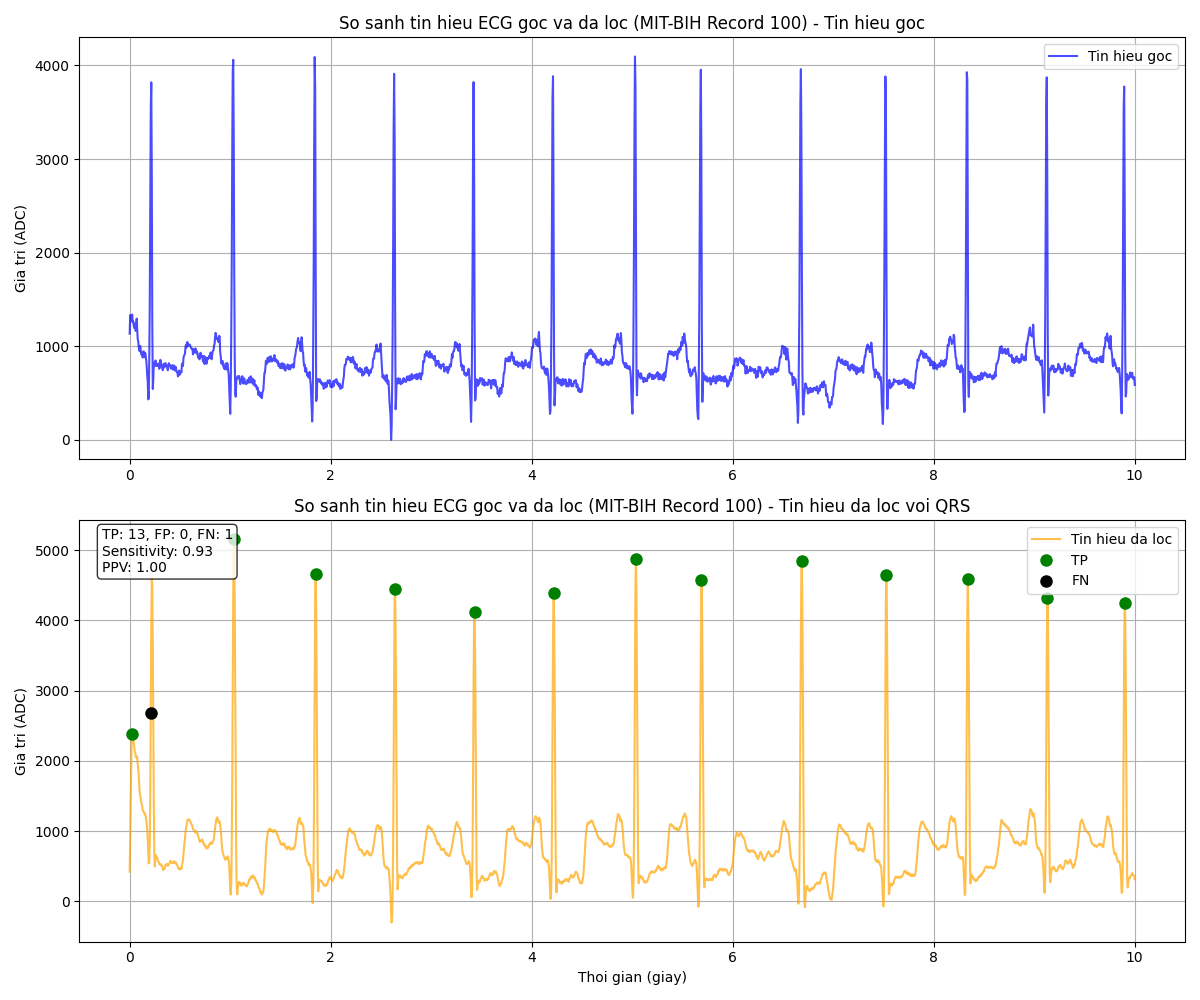 So sanh tin hieu ECG goc va da loc (MIT-BIH Record 100) - Tin hieu goc
Tin hieu goc
Gia tri (ADC)
4000
3000
2000
1000
0
0 2 4 6 8 10
So sanh tin hieu ECG goc va da loc (MIT-BIH Record 100) - Tin hieu da loc voi QRS
TP: 13, FP: 0, FN: 1
Sensitivity: 0.93
PPV: 1.00
Tin hieu da loc
TP
FN
Gia tri (ADC)
5000
4000
3000
2000
1000
0
0 2 4 6 8 10
Thoi gian (giay)